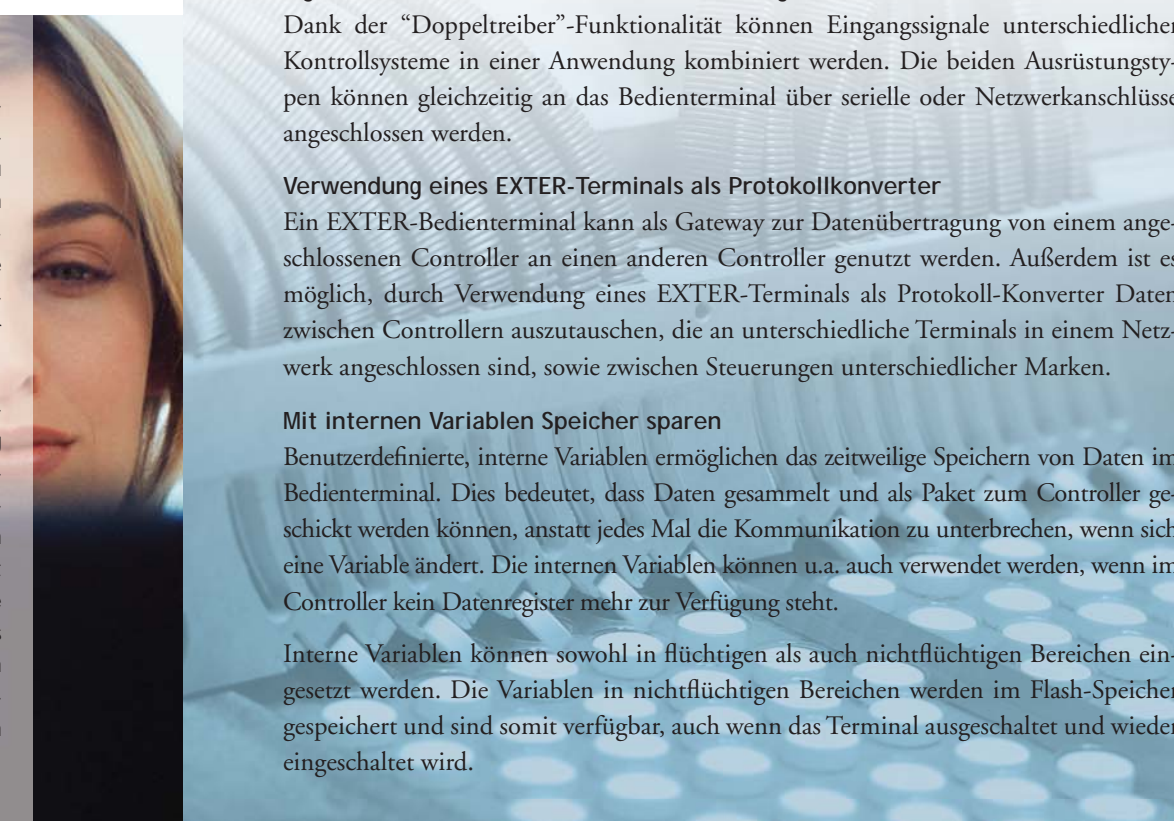 Dank der “Doppeltreiber”-Funktionalität können Eingangssignale unterschiedlicher
Kontrollsysteme in einer Anwendung kombiniert werden. Die beiden Ausrüstungsty-
pen können gleichzeitig an das Bedienterminal über serielle oder Netzwerkanschlüsse
angeschlossen werden.
Verwendung eines EXTER-Terminals als Protokollkonverter
Ein EXTER-Bedienterminal kann als Gateway zur Datenübertragung von einem ange-
schlossenen Controller an einen anderen Controller genutzt werden. Außerdem ist es
möglich, durch Verwendung eines EXTER-Terminals als Protokoll-Konverter Daten
zwischen Controllern auszutauschen, die an unterschiedliche Terminals in einem Netz-
werk angeschlossen sind, sowie zwischen Steuerungen unterschiedlicher Marken.
Mit internen Variablen Speicher sparen
Benutzerdefinierte, interne Variablen ermöglichen das zeitweilige Speichern von Daten im
Bedienterminal. Dies bedeutet, dass Daten gesammelt und als Paket zum Controller ge-
schickt werden können, anstatt jedes Mal die Kommunikation zu unterbrechen, wenn sich
eine Variable ändert. Die internen Variablen können u.a. auch verwendet werden, wenn im
Controller kein Datenregister mehr zur Verfügung steht.
Interne Variablen können sowohl in flüchtigen als auch nichtflüchtigen Bereichen ein-
gesetzt werden. Die Variablen in nichtflüchtigen Bereichen werden im Flash-Speicher
gespeichert und sind somit verfügbar, auch wenn das Terminal ausgeschaltet und wieder
eingeschaltet wird.